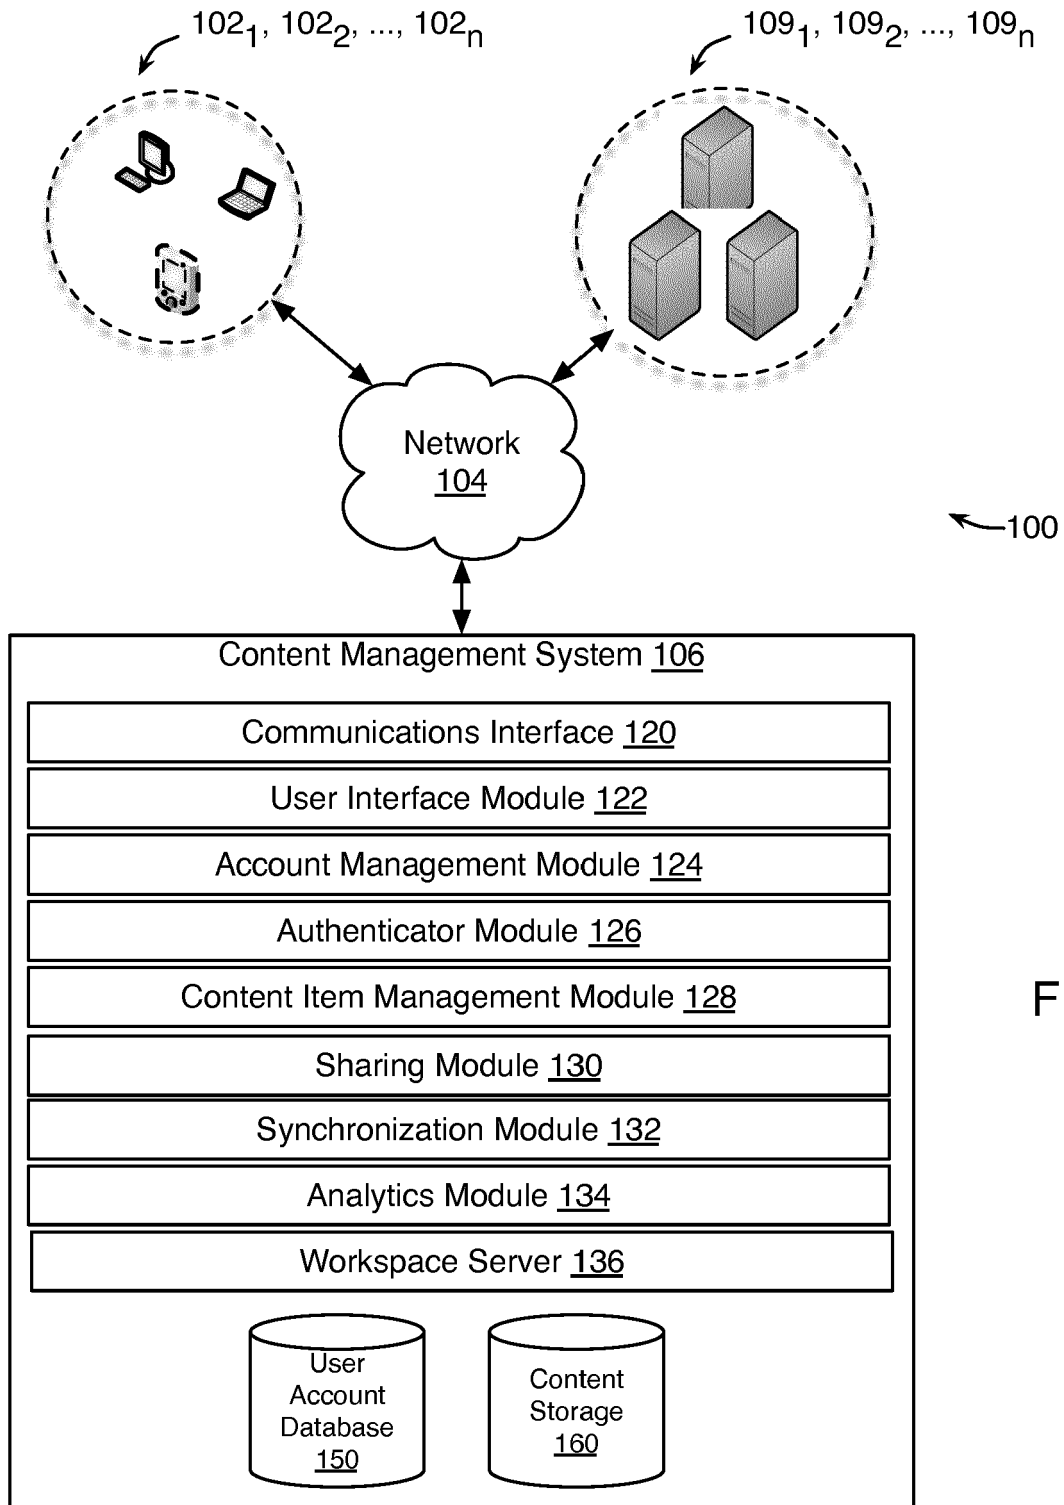 102₁, 102₂, ..., 102ₙ
109₁, 109₂, ..., 109ₙ
Network
104
100
Content Management System 106
Communications Interface 120
User Interface Module 122
Account Management Module 124
Authenticator Module 126
Content Item Management Module 128
F
Sharing Module 130
Synchronization Module 132
Analytics Module 134
Workspace Server 136
User
Account
Database
150
Content
Storage
160